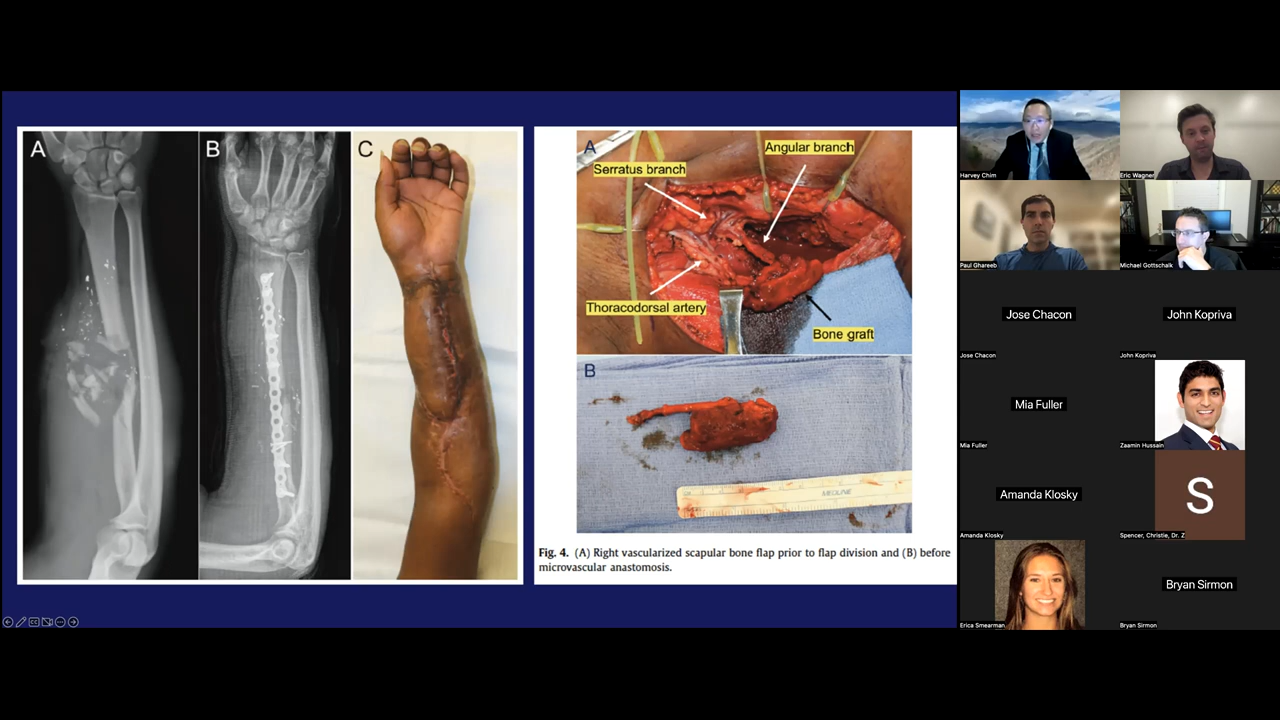 A
B
C
A
Serratus branch
Angular branch
Thoracodorsal artery
Bone graft
B
MEDLINE
Fig. 4. (A) Right vascularized scapular bone flap prior to flap division and (B) before
microvascular anastomosis.
Harvey Chim
Eric Wagner
Paul Ghareeb
Michael Gottschalk
Jose Chacon
John Kopriva
Jose Chacon
John Kopriva
Mia Fuller
Mia Fuller
Zaamin Hussain
Amanda Klosky
S
Amanda Klosky
Spencer, Christie, Dr. Z
Bryan Sirmon
Erica Smearman
Bryan Sirmon